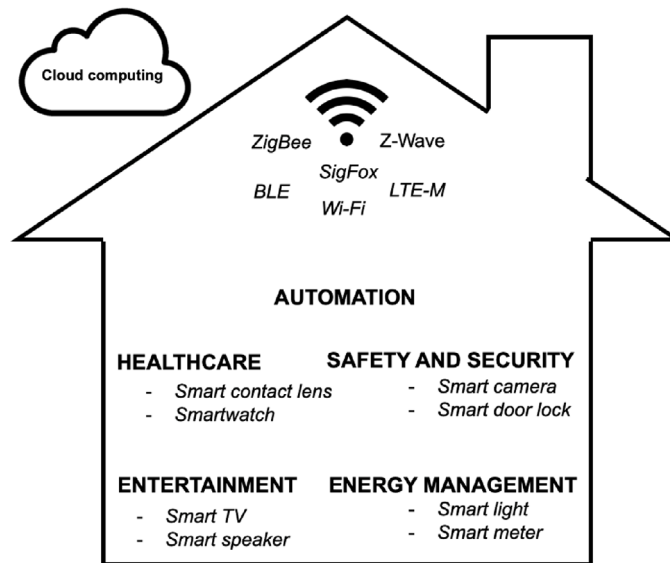 Cloud computing
ZigBee
Z-Wave
SigFox
BLE
LTE-M
Wi-Fi
AUTOMATION
HEALTHCARE
- Smart contact lens
- Smartwatch
SAFETY AND SECURITY
- Smart camera
- Smart door lock
ENTERTAINMENT
- Smart TV
- Smart speaker
ENERGY MANAGEMENT
- Smart light
- Smart meter